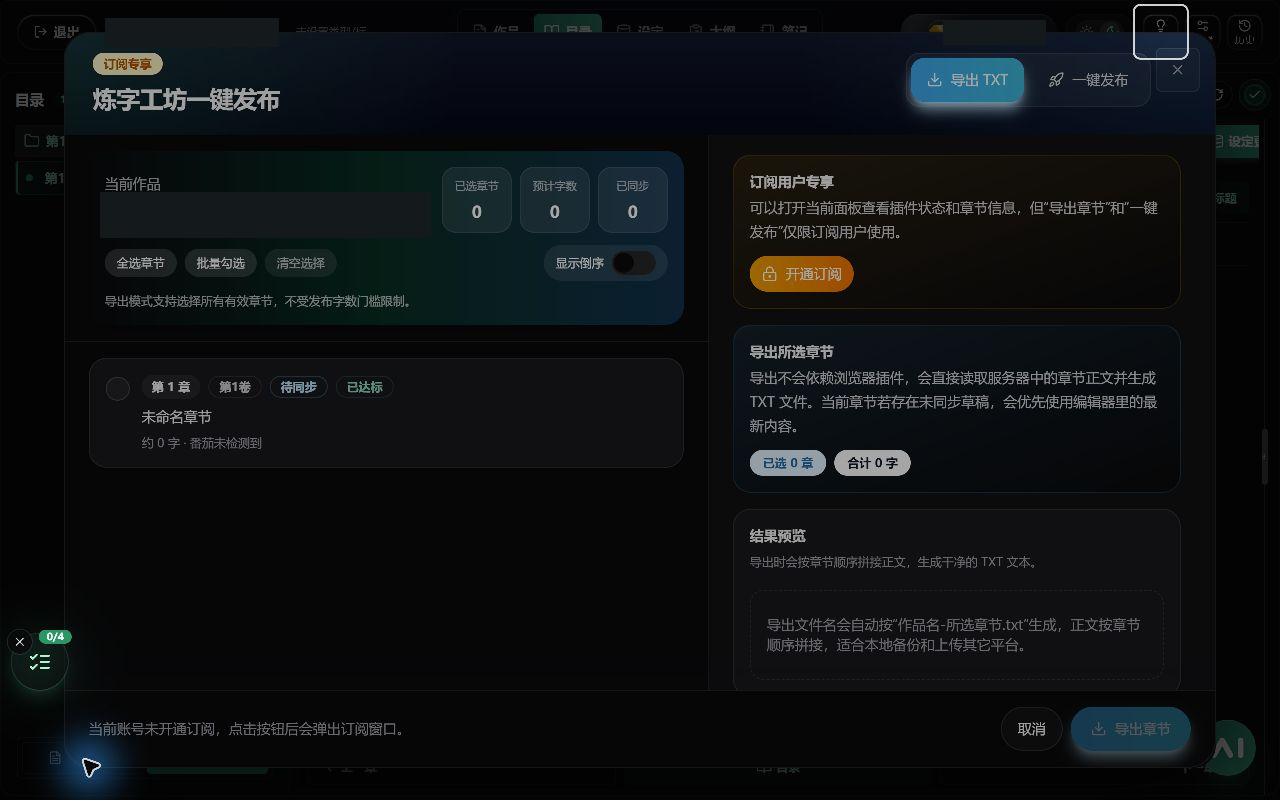 退出
作品
目录
设定
大纲
笔记
订阅专享
炼字工坊一键发布
导出 TXT
一键发布
目录
第1
第1
当前作品
已选章节
0
预计字数
0
已同步
0
全选章节
批量勾选
清空选择
显示倒序
导出模式支持选择所有有效章节，不受发布字数门槛限制。
第 1 章
第1卷
待同步
已达标
未命名章节
约 0 字 · 番茄未检测到
订阅用户专享
可以打开当前面板查看插件状态和章节信息，但“导出章节”和“一键
发布”仅限订阅用户使用。
开通订阅
导出所选章节
导出不会依赖浏览器插件，会直接读取服务器中的章节正文并生成
TXT 文件。当前章节若存在未同步草稿，会优先使用编辑器里的最
新内容。
已选 0 章
合计 0 字
结果预览
导出时会按章节顺序拼接正文，生成干净的 TXT 文本。
导出文件名会自动按“作品名-所选章节.txt”生成，正文按章节
顺序拼接，适合本地备份和上传其它平台。
0/4
当前账号未开通订阅，点击按钮后会弹出订阅窗口。
取消
导出章节
AI